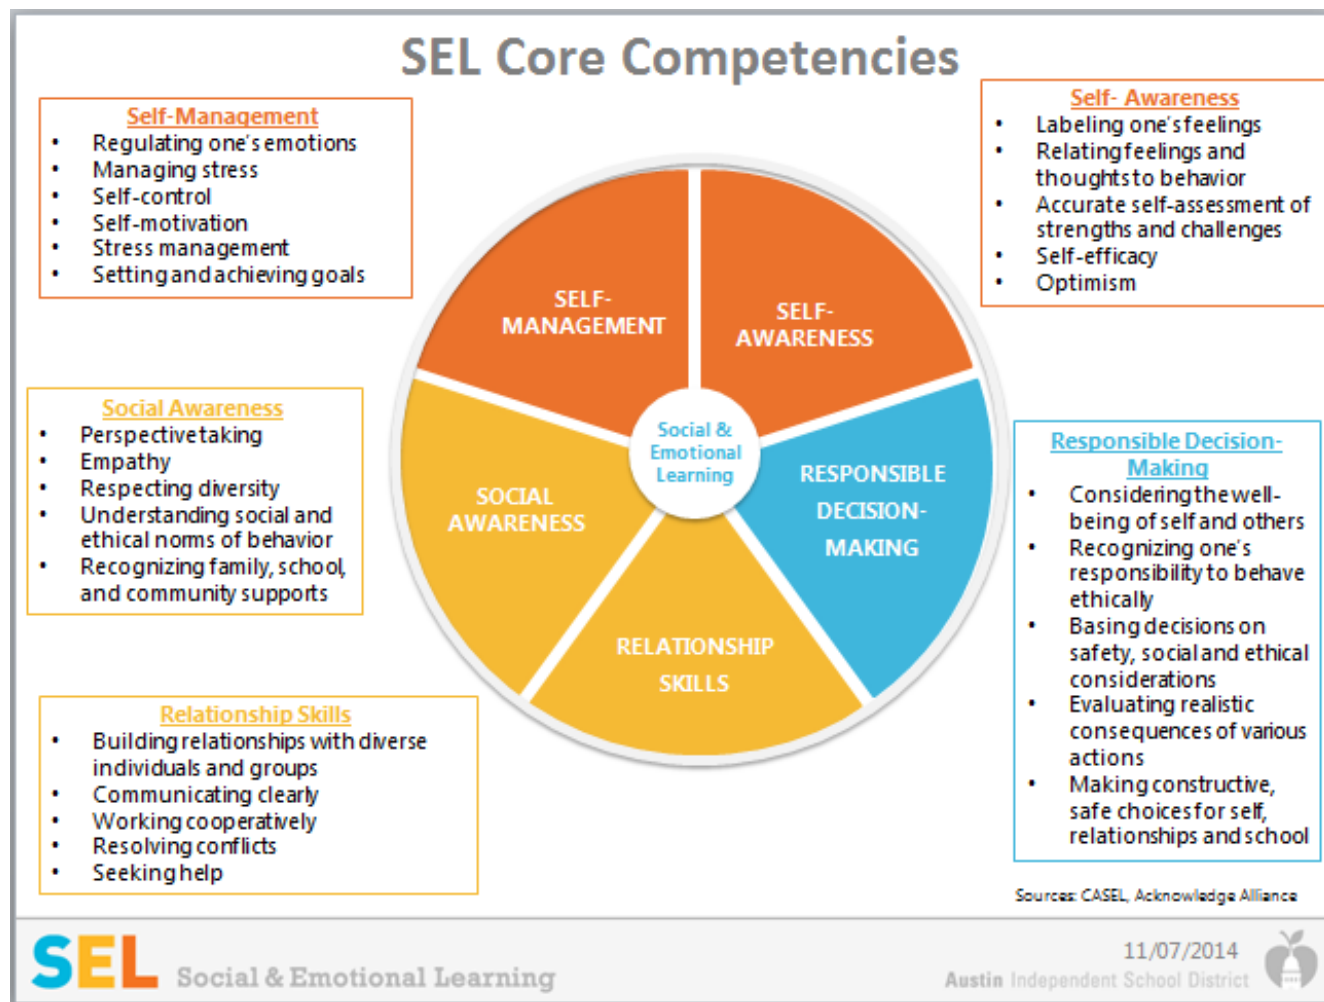 SEL Core Competencies
Self-Management
• Regulating one's emotions
• Managing stress
• Self-control
• Self-motivation
• Stress management
• Setting and achieving goals
Self- Awareness
• Labeling one's feelings
• Relating feelings and
thoughts to behavior
• Accurate self-assessment of
strengths and challenges
• Self-efficacy
• Optimism
SELF-
MANAGEMENT
SELF-
AWARENESS
Social &
Emotional
Learning
SOCIAL
AWARENESS
RESPONSIBLE
DECISION-
MAKING
RELATIONSHIP
SKILLS
Social Awareness
• Perspective taking
• Empathy
• Respecting diversity
• Understanding social and
ethical norms of behavior
• Recognizing family, school,
and community supports
Responsible Decision-
Making
• Considering the well-
being of self and others
• Recognizing one's
responsibility to behave
ethically
• Basing decisions on
safety, social and ethical
considerations
• Evaluating realistic
consequences of various
actions
• Making constructive,
safe choices for self,
relationships and school
Relationship Skills
• Building relationships with diverse
individuals and groups
• Communicating clearly
• Working cooperatively
• Resolving conflicts
• Seeking help
Sources: CASEL, Acknowledge Alliance
SEL Social & Emotional Learning
11/07/2014
Austin Independent School District